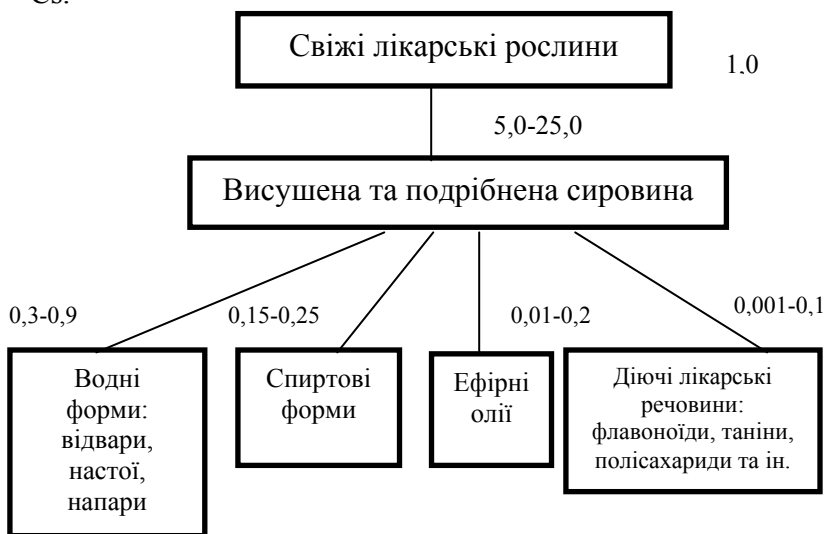 Cs.
Свіжі лікарські рослини
1,0
5,0-25,0
Висушена та подрібнена сировина
0,3-0,9
0,15-0,25
0,01-0,2
0,001-0,1
Водні
форми:
відвари,
настої,
напари
Спиртові
форми
Ефірні
олії
Діючі лікарські
речовини:
флавоноїди, таніни,
полісахариди та ін.